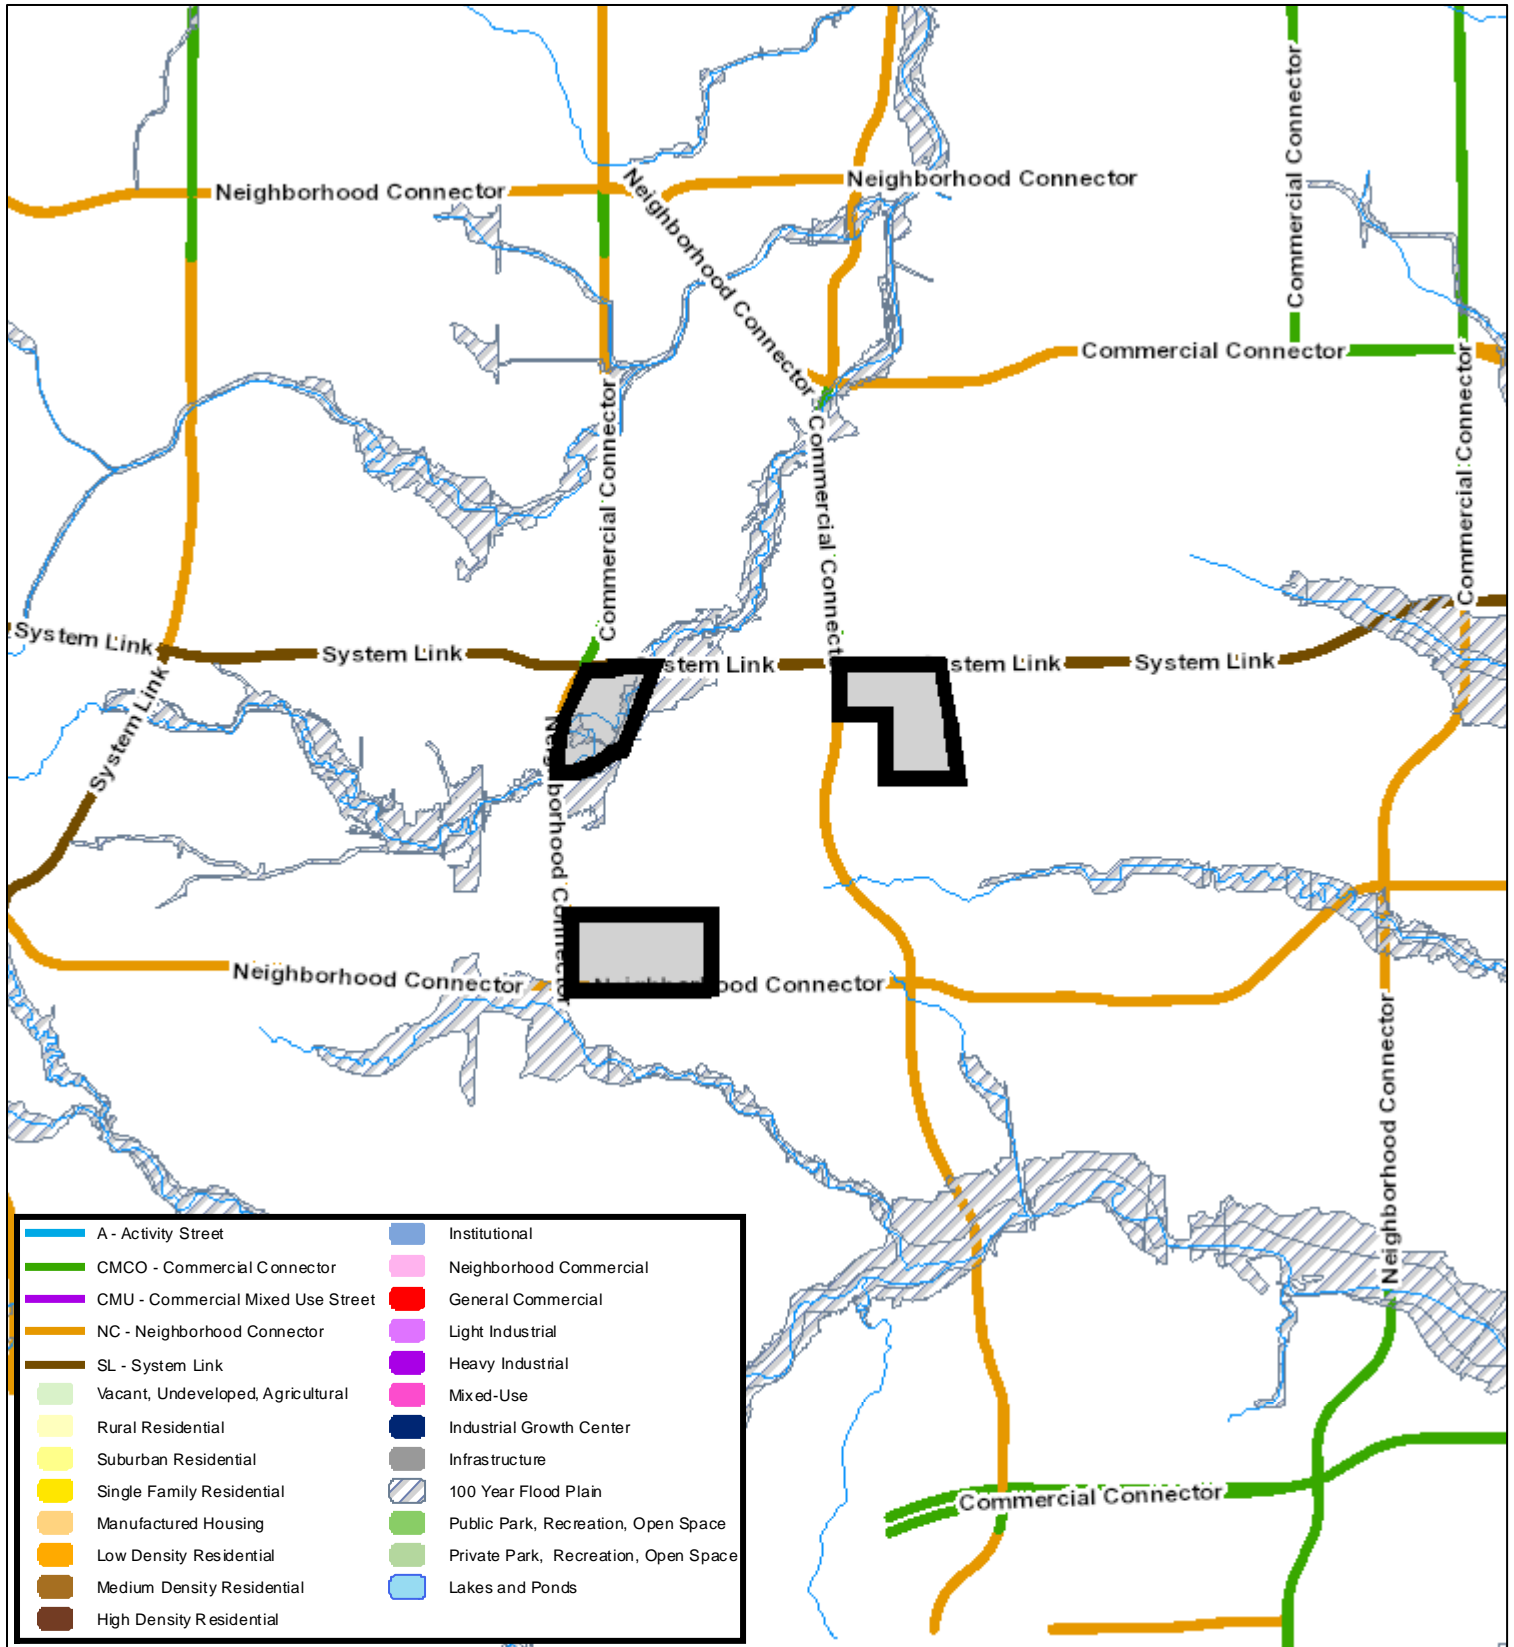 Neighborhood Connector
Neighborhood Connector
Neighborhood Connector
Commercial Connector
Commercial Connector
Commercial Connector
Commercial Connector
Commercial Connect
Commercial Connector
System Link
System Link
stem Link
stem Link
System Link
System Link
Neighborhood Connector
Neighborhood Connector
Neighborhood Connector
Neighborhood Connector
Commercial Connector
A - Activity Street
CMCO - Commercial Connector
CMU - Commercial Mixed Use Street
NC - Neighborhood Connector
SL - System Link
Vacant, Undeveloped, Agricultural
Rural Residential
Suburban Residential
Single Family Residential
Manufactured Housing
Low Density Residential
Medium Density Residential
High Density Residential
Institutional
Neighborhood Commercial
General Commercial
Light Industrial
Heavy Industrial
Mixed-Use
Industrial Growth Center
Infrastructure
100 Year Flood Plain
Public Park, Recreation, Open Space
Private Park, Recreation, Open Space
Lakes and Ponds